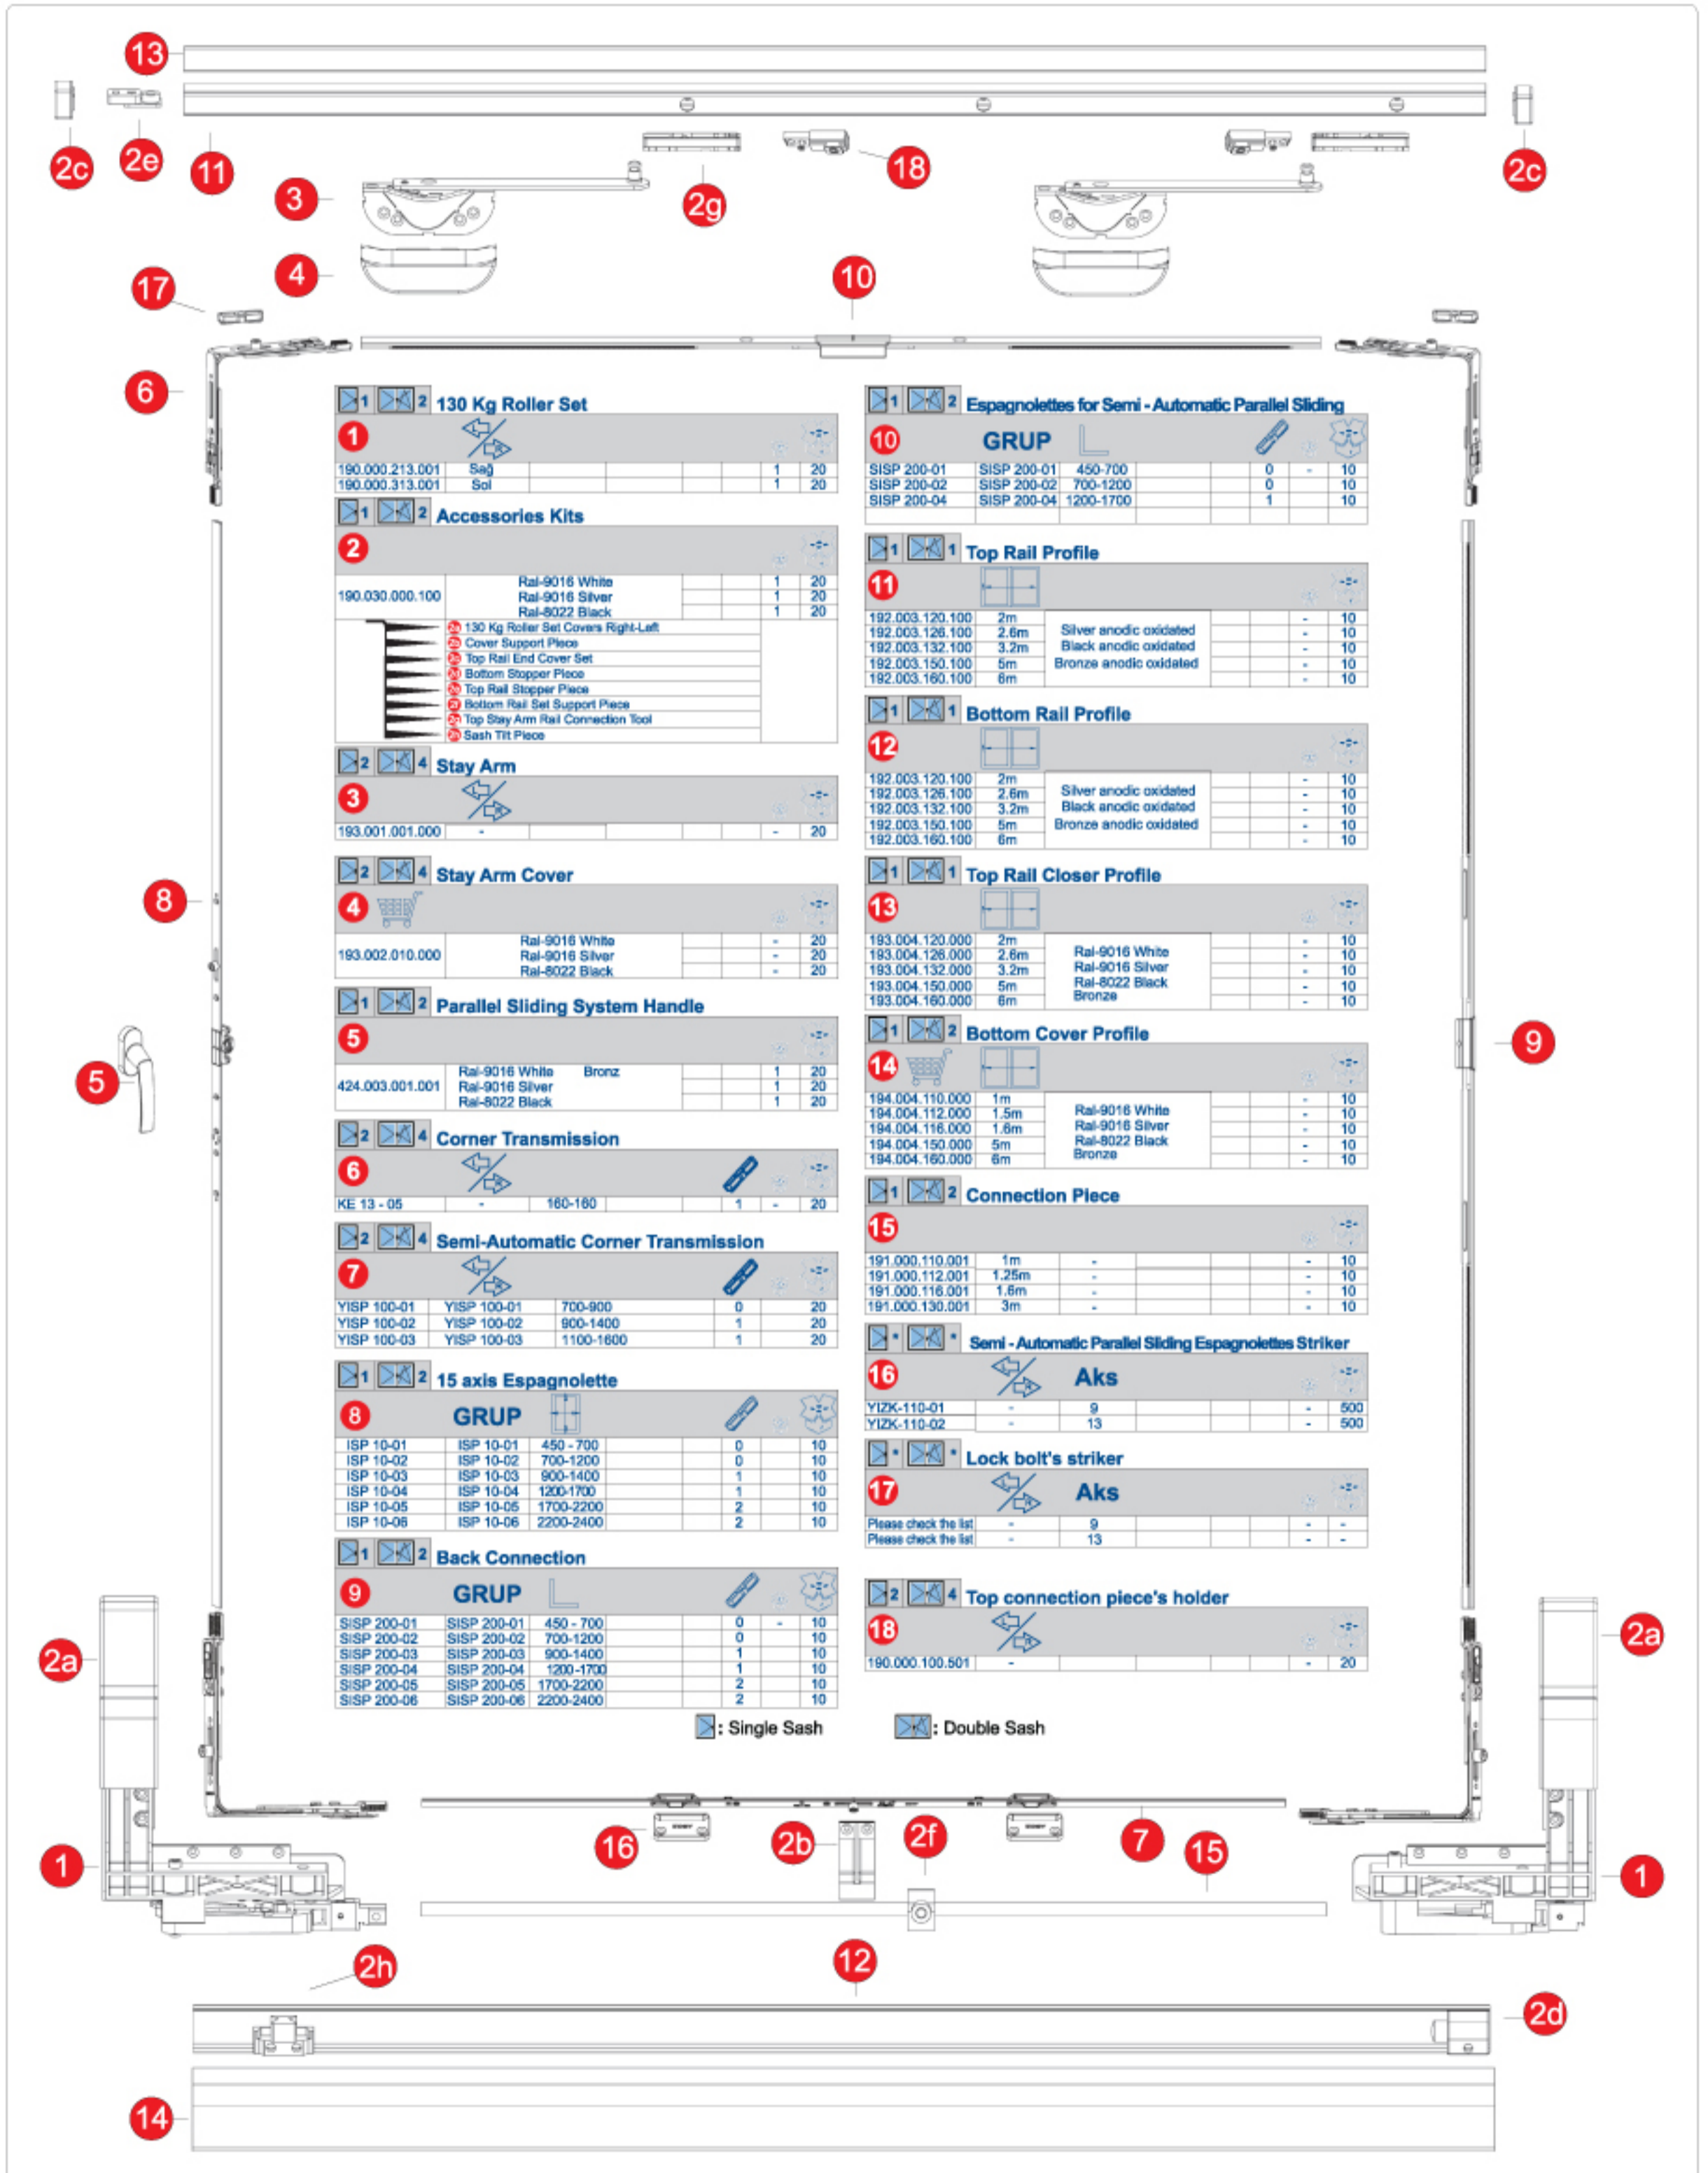 13
2c
2e
11
2g
18
2c
3
4
17
10
6
1 2 130 Kg Roller Set
1 L R
190.000.213.001 Sağ 1 20
190.000.313.001 Sol 1 20
1 2 Accessories Kits
2
190.030.000.100
Ral-9016 White 1 20
Ral-9016 Silver 1 20
Ral-8022 Black 1 20
2a 130 Kg Roller Set Covers Right-Left
2b Cover Support Piece
2c Top Rail End Cover Set
2d Bottom Stopper Piece
2e Top Rail Stopper Piece
2f Bottom Rail Set Support Piece
2g Top Stay Arm Rail Connection Tool
2h Sash Tilt Piece
2 4 Stay Arm
3 L R
193.001.001.000 - - 20
2 4 Stay Arm Cover
4
193.002.010.000
Ral-9016 White - 20
Ral-9016 Silver - 20
Ral-8022 Black - 20
1 2 Parallel Sliding System Handle
5
424.003.001.001
Ral-9016 White Bronz 1 20
Ral-9016 Silver 1 20
Ral-8022 Black 1 20
2 4 Corner Transmission
6 L R
KE 13 - 05 - 160-160 1 - 20
2 4 Semi-Automatic Corner Transmission
7 L R
YISP 100-01 YISP 100-01 700-900 0 20
YISP 100-02 YISP 100-02 900-1400 1 20
YISP 100-03 YISP 100-03 1100-1600 1 20
1 2 15 axis Espagnolette
8 GRUP
ISP 10-01 ISP 10-01 450 - 700 0 10
ISP 10-02 ISP 10-02 700-1200 0 10
ISP 10-03 ISP 10-03 900-1400 1 10
ISP 10-04 ISP 10-04 1200-1700 1 10
ISP 10-05 ISP 10-05 1700-2200 2 10
ISP 10-06 ISP 10-06 2200-2400 2 10
1 2 Back Connection
9 GRUP
SISP 200-01 SISP 200-01 450 - 700 0 - 10
SISP 200-02 SISP 200-02 700-1200 0 10
SISP 200-03 SISP 200-03 900-1400 1 10
SISP 200-04 SISP 200-04 1200-1700 1 10
SISP 200-05 SISP 200-05 1700-2200 2 10
SISP 200-06 SISP 200-06 2200-2400 2 10
1 2 Espagnolettes for Semi - Automatic Parallel Sliding
10 GRUP
SISP 200-01 SISP 200-01 450-700 0 - 10
SISP 200-02 SISP 200-02 700-1200 0 10
SISP 200-04 SISP 200-04 1200-1700 1 10
1 1 Top Rail Profile
11
192.003.120.100 2m - 10
192.003.126.100 2.6m Silver anodic oxidated - 10
192.003.132.100 3.2m Black anodic oxidated - 10
192.003.150.100 5m Bronze anodic oxidated - 10
192.003.160.100 6m - 10
1 1 Bottom Rail Profile
12
192.003.120.100 2m - 10
192.003.126.100 2.6m Silver anodic oxidated - 10
192.003.132.100 3.2m Black anodic oxidated - 10
192.003.150.100 5m Bronze anodic oxidated - 10
192.003.160.100 6m - 10
1 1 Top Rail Closer Profile
13
193.004.120.000 2m - 10
193.004.126.000 2.6m Ral-9016 White - 10
193.004.132.000 3.2m Ral-9016 Silver - 10
193.004.150.000 5m Ral-8022 Black - 10
193.004.160.000 6m Bronze - 10
1 2 Bottom Cover Profile
14
194.004.110.000 1m - 10
194.004.112.000 1.5m Ral-9016 White - 10
194.004.116.000 1.6m Ral-9016 Silver - 10
194.004.150.000 5m Ral-8022 Black - 10
194.004.160.000 6m Bronze - 10
1 2 Connection Piece
15
191.000.110.001 1m - - 10
191.000.112.001 1.25m - - 10
191.000.116.001 1.6m - - 10
191.000.130.001 3m - - 10
* * Semi - Automatic Parallel Sliding Espagnolettes Striker
16 L R Aks
YIZK-110-01 - 9 - 500
YIZK-110-02 - 13 - 500
* * Lock bolt's striker
17 L R Aks
Please check the list - 9 - -
Please check the list - 13 - -
2 4 Top connection piece's holder
18 L R
190.000.100.501 - - 20
: Single Sash : Double Sash
8
5
9
2a
2a
1
16
2b
2f
7
15
1
2h
12
2d
14